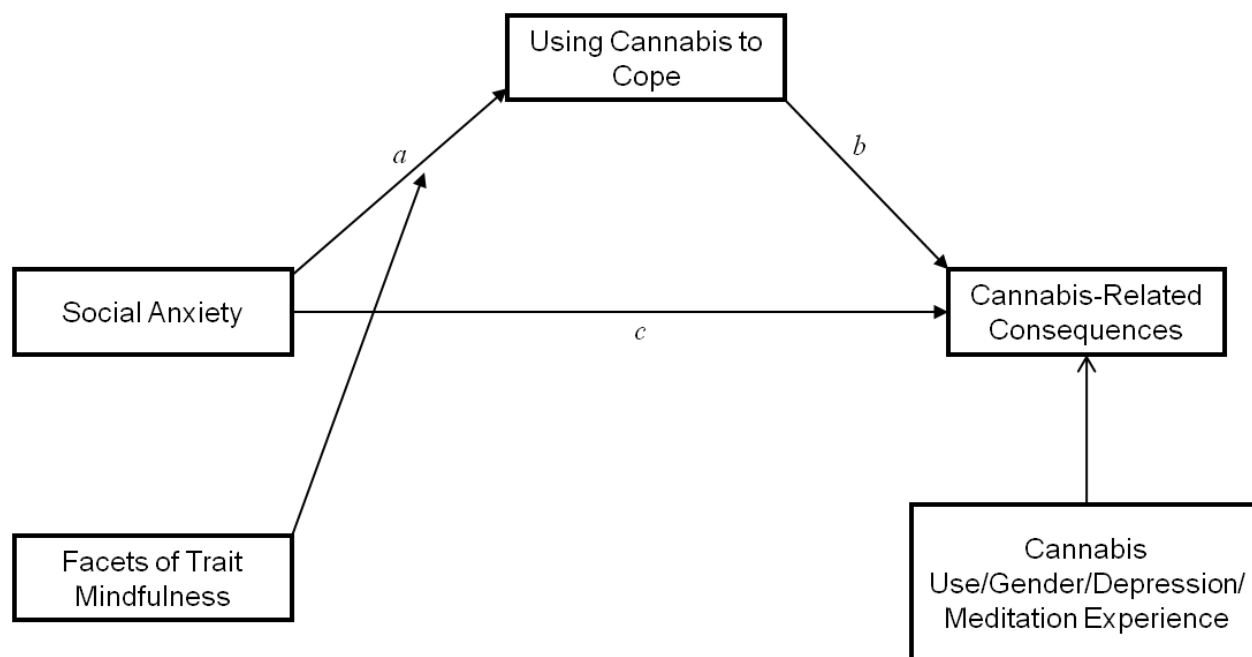 Using Cannabis to
Cope
a
b
Social Anxiety
c
Cannabis-Related
Consequences
Facets of Trait
Mindfulness
Cannabis
Use/Gender/Depression/
Meditation Experience